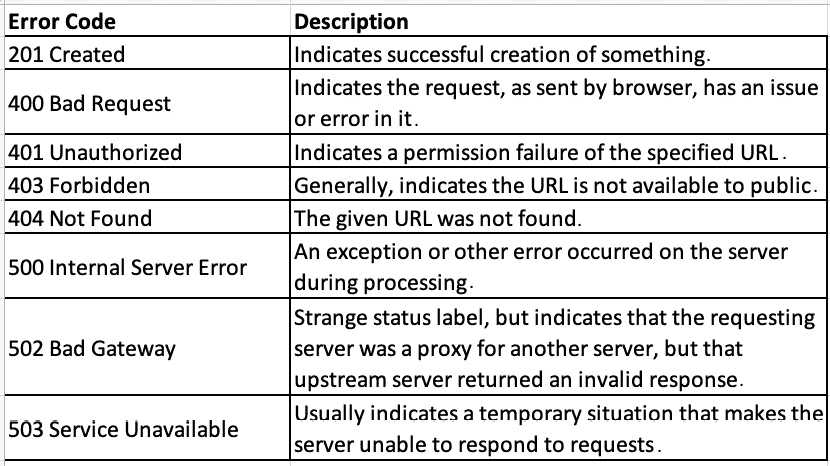 Error Code Description
201 Created Indicates successful creation of something.
400 Bad Request Indicates the request, as sent by browser, has an issue
or error in it.
401 Unauthorized Indicates a permission failure of the specified URL.
403 Forbidden Generally, indicates the URL is not available to public.
404 Not Found The given URL was not found.
500 Internal Server Error An exception or other error occurred on the server
during processing.
502 Bad Gateway Strange status label, but indicates that the requesting
server was a proxy for another server, but that
upstream server returned an invalid response.
503 Service Unavailable Usually indicates a temporary situation that makes the
server unable to respond to requests.